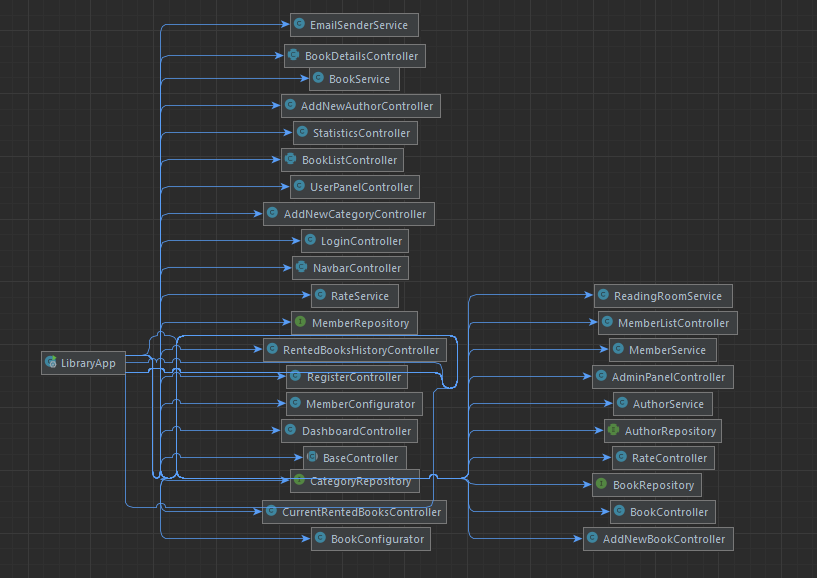 EmailSenderService
BookDetailsController
BookService
AddNewAuthorController
StatisticsController
BookListController
UserPanelController
AddNewCategoryController
LoginController
NavbarController
RateService
MemberRepository
RentedBooksHistoryController
LibraryApp
RegisterController
MemberConfigurator
DashboardController
BaseController
CategoryRepository
CurrentRentedBooksController
BookConfigurator
ReadingRoomService
MemberListController
MemberService
AdminPanelController
AuthorService
AuthorRepository
RateController
BookRepository
BookController
AddNewBookController